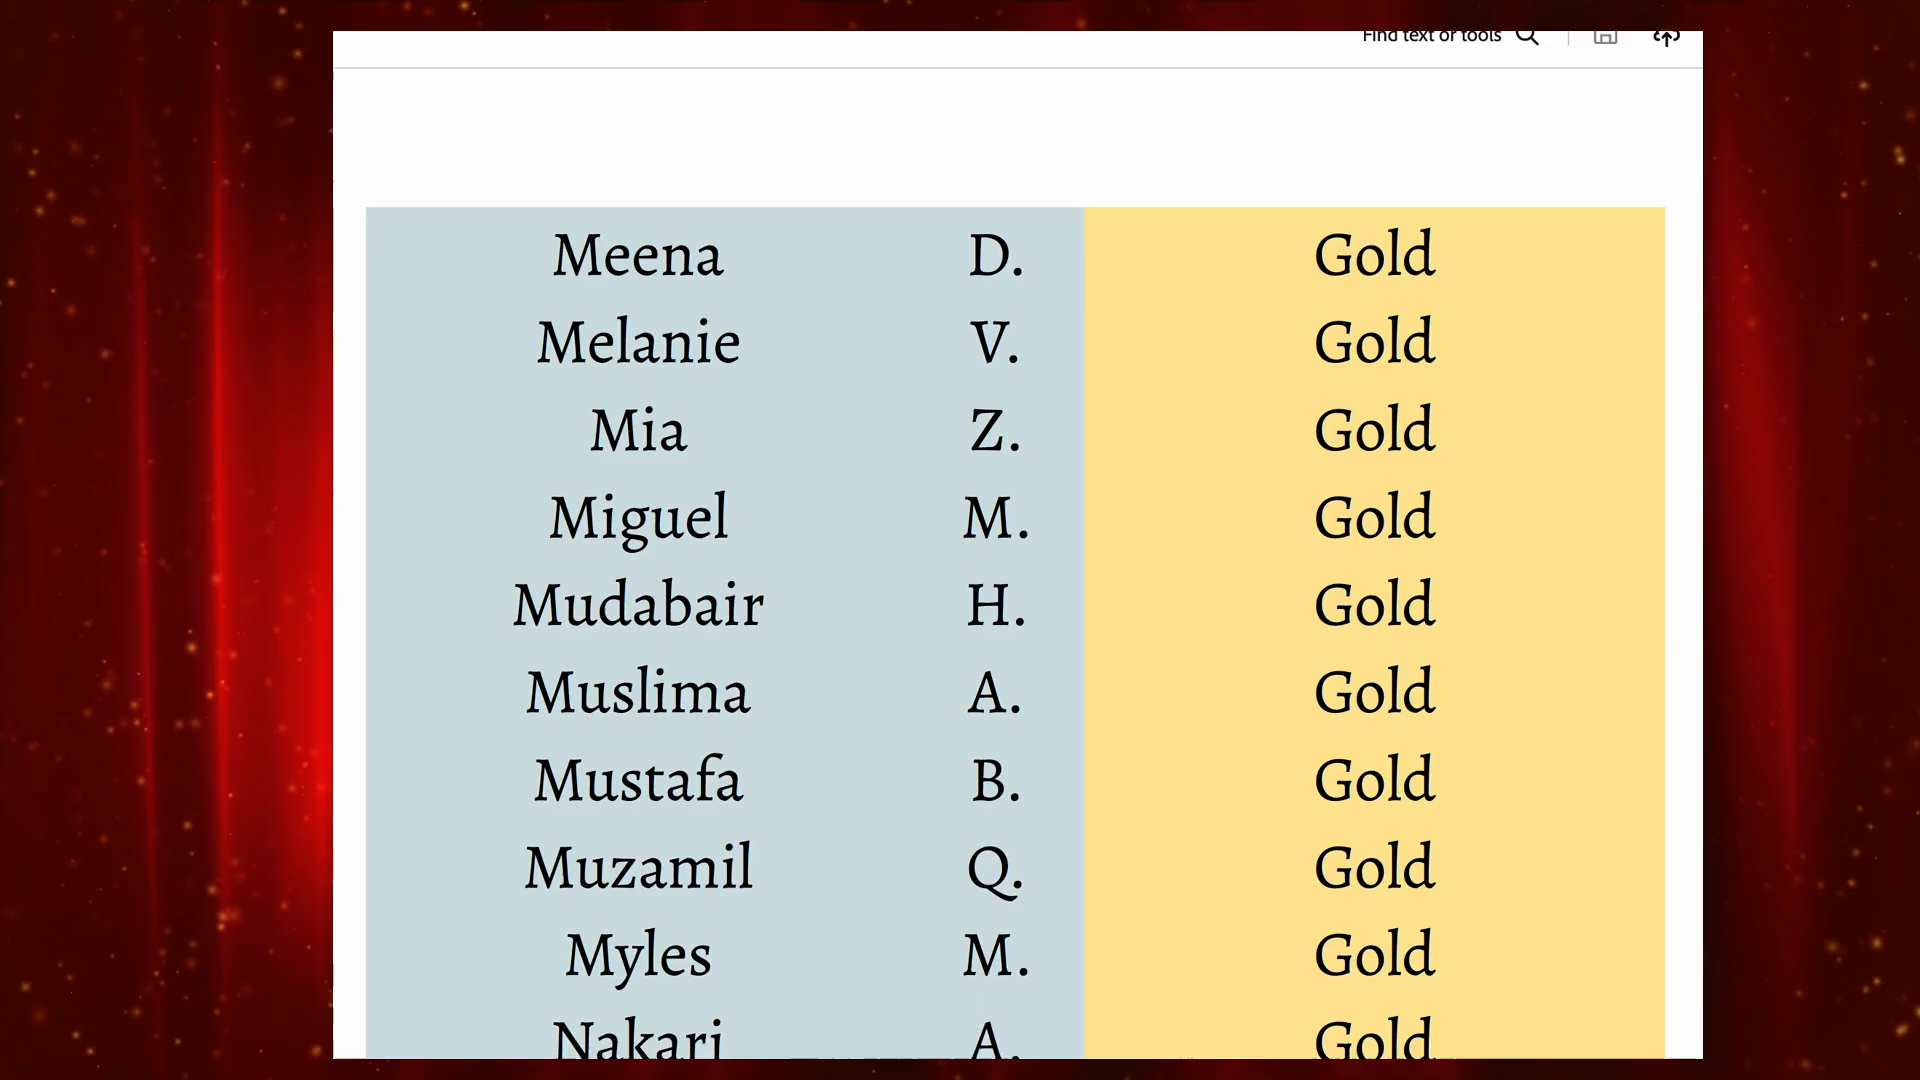 Find text or tools
Meena D. Gold
Melanie V. Gold
Mia Z. Gold
Miguel M. Gold
Mudabair H. Gold
Muslima A. Gold
Mustafa B. Gold
Muzamil Q. Gold
Myles M. Gold
Nakari A. Gold